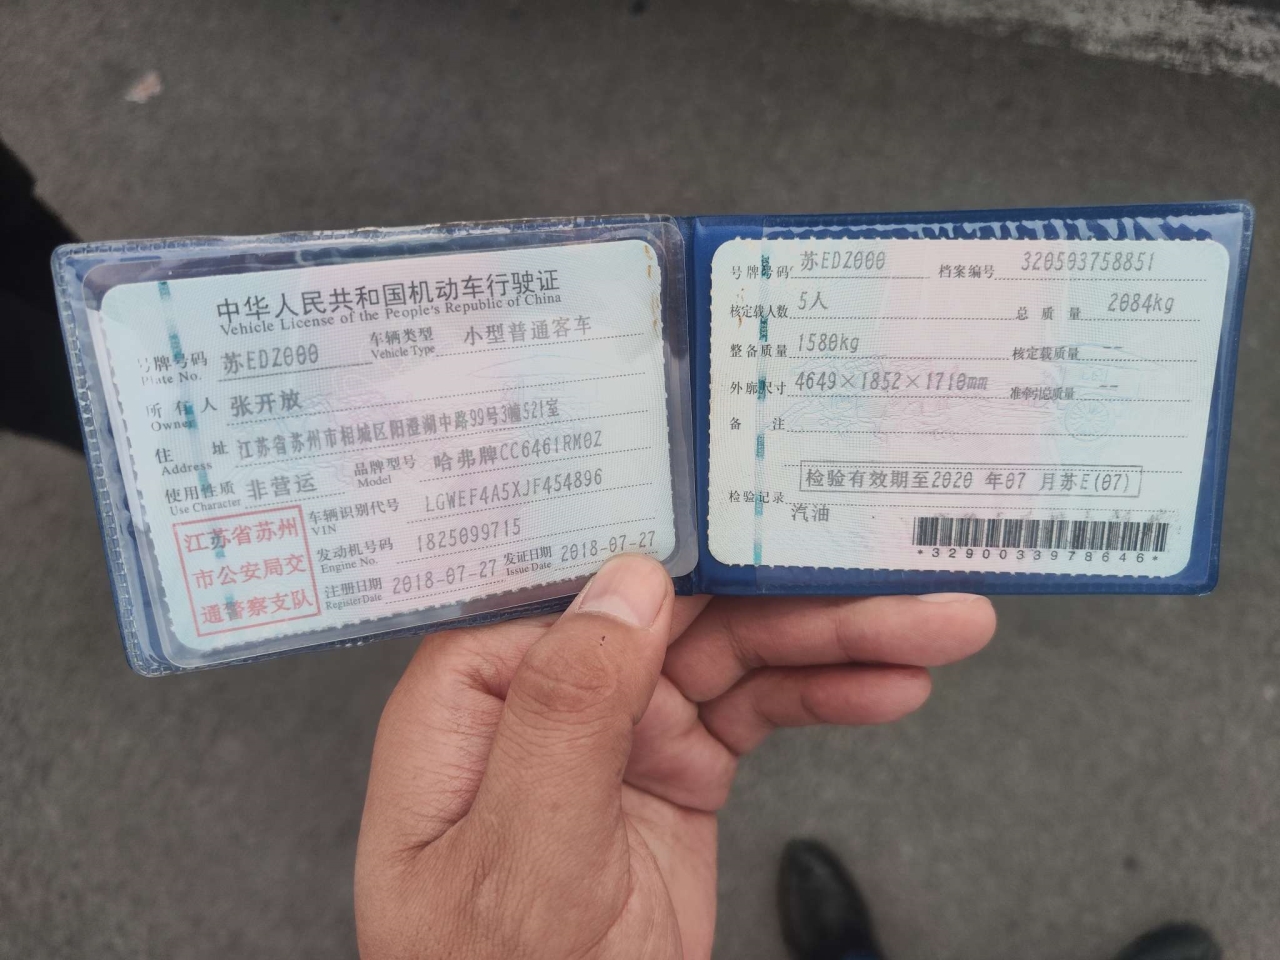 中华人民共和国机动车行驶证
Vehicle License of the People's Republic of China
号牌号码 苏EDZ000 车辆类型 小型普通客车
Plate No. Vehicle Type
所有人 张开放
Owner
住址 江苏省苏州市相城区阳澄湖中路99号3幢521室
Address
使用性质 非营运 品牌型号 哈弗牌CC6461RM0Z
Use Character Model
车辆识别代号 LGWEF4A5XJF454896
VIN
发动机号码 1825099715
Engine No.
注册日期 2018-07-27 发证日期 2018-07-27
Register Date Issue Date
江苏省苏州
市公安局交
通警察支队
号牌号码 苏EDZ000 档案编号 320503758851
核定载人数 5人 总质量 2084kg
整备质量 1580kg 核定载质量 --
外廓尺寸 4649×1852×1710mm 准牵引总质量 --
备注
检验有效期至2020 年07 月苏E(07)
检验记录
汽油
*3290033978646*